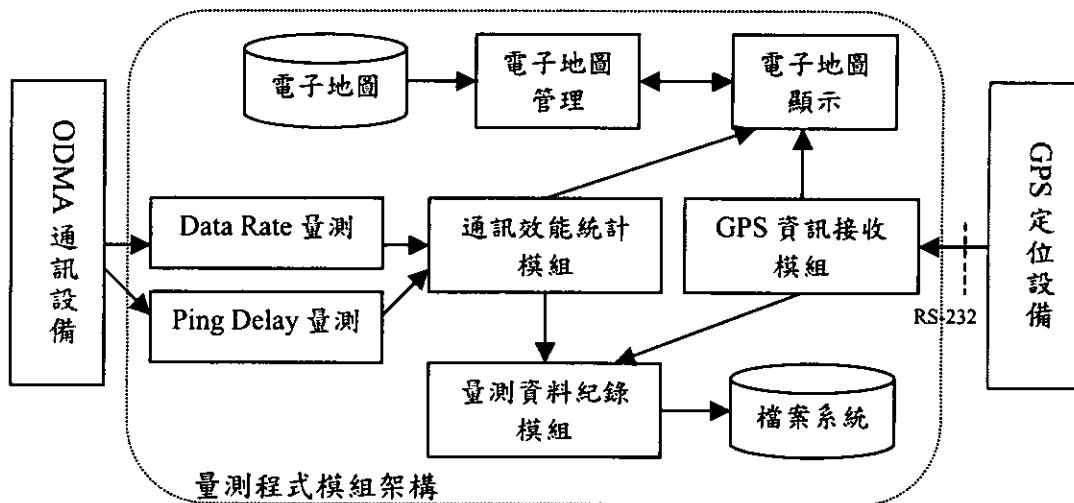 電子地圖
電子地圖
管理
電子地圖
顯示
ODMA 通訊設備
Data Rate 量測
Ping Delay 量測
通訊效能統計
模組
GPS 資訊接收
模組
RS-232
GPS 定位設備
量測資料紀錄
模組
檔案系統
量測程式模組架構